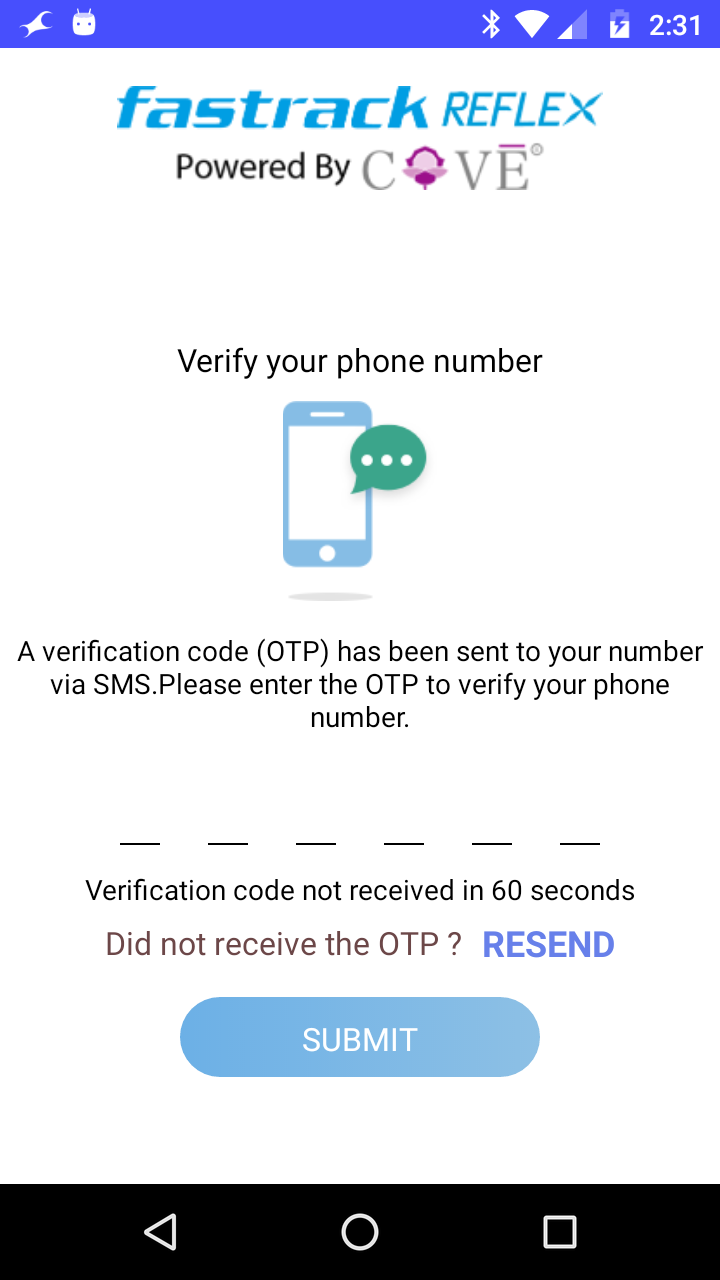 2:31
fastrack REFLEX
Powered By COVĒ®
Verify your phone number
A verification code (OTP) has been sent to your number
via SMS.Please enter the OTP to verify your phone
number.
Verification code not received in 60 seconds
Did not receive the OTP ? RESEND
SUBMIT